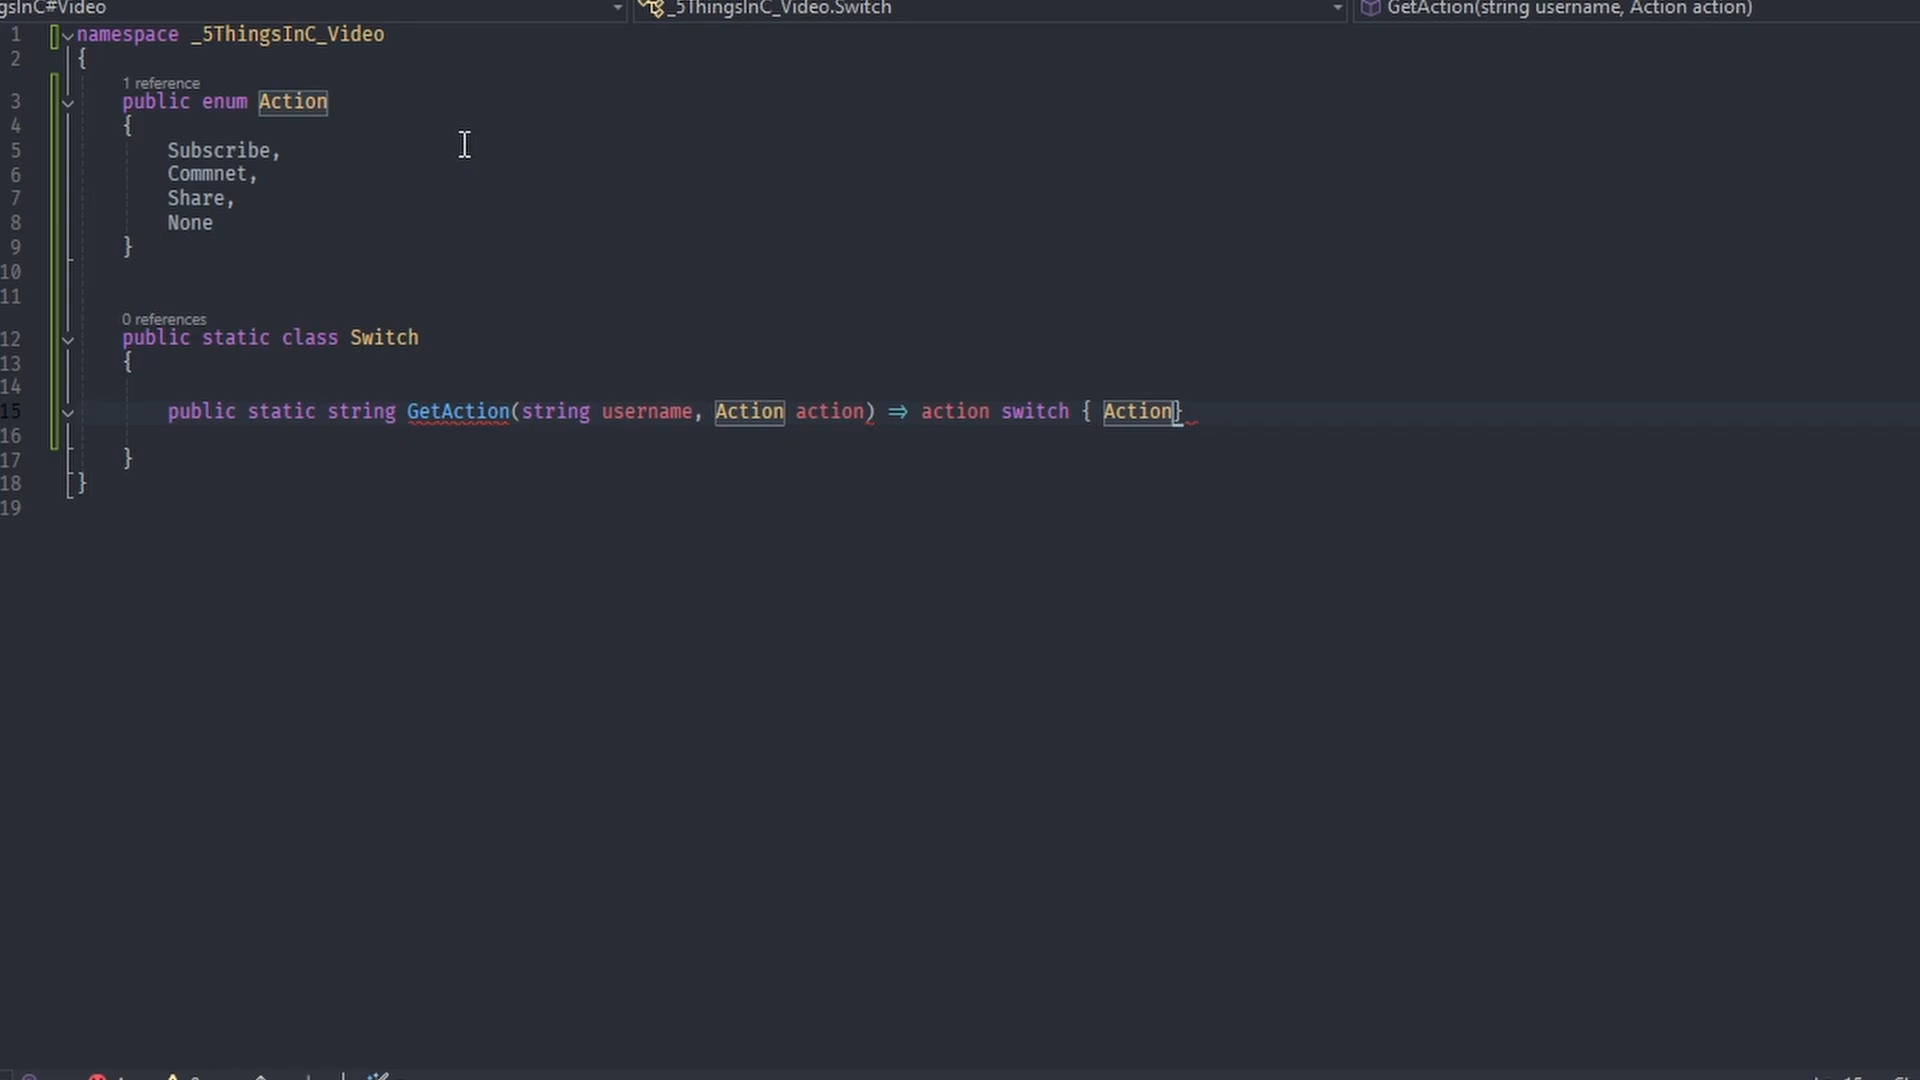 gsInC#Video _5ThingsInC_Video.Switch GetAction(string username, Action action)
1 namespace _5ThingsInC_Video
2 {
1 reference
3 public enum Action
4 {
5 Subscribe,
6 Commnet,
7 Share,
8 None
9 }
10
11
0 references
12 public static class Switch
13 {
14
15 public static string GetAction(string username, Action action) => action switch { Action}
16
17 }
18 }
19